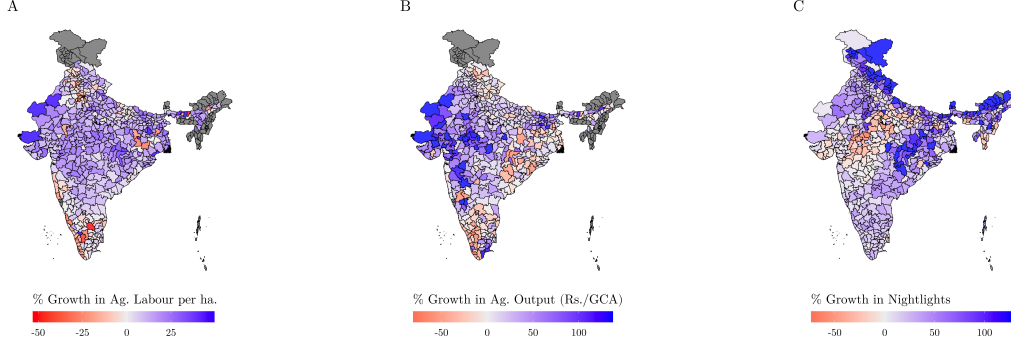 A
B
C
% Growth in Ag. Labour per ha.
-50 -25 0 25
% Growth in Ag. Output (Rs./GCA)
-50 0 50 100
% Growth in Nightlights
-50 0 50 100